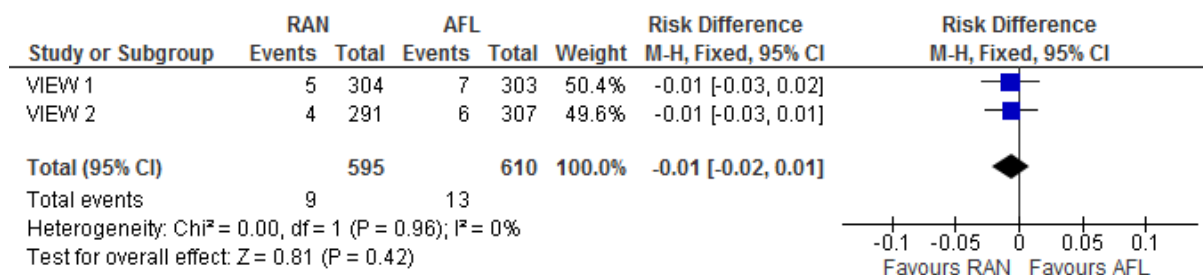 RAN AFL Risk Difference Risk Difference
Study or Subgroup Events Total Events Total Weight M-H, Fixed, 95% CI M-H, Fixed, 95% CI
VIEW 1 5 304 7 303 50.4% -0.01 [-0.03, 0.02]
VIEW 2 4 291 6 307 49.6% -0.01 [-0.03, 0.01]
Total (95% CI) 595 610 100.0% -0.01 [-0.02, 0.01]
Total events 9 13
Heterogeneity: Chi² = 0.00, df = 1 (P = 0.96); I² = 0%
Test for overall effect: Z = 0.81 (P = 0.42)
-0.1 -0.05 0 0.05 0.1
Favours RAN Favours AFL